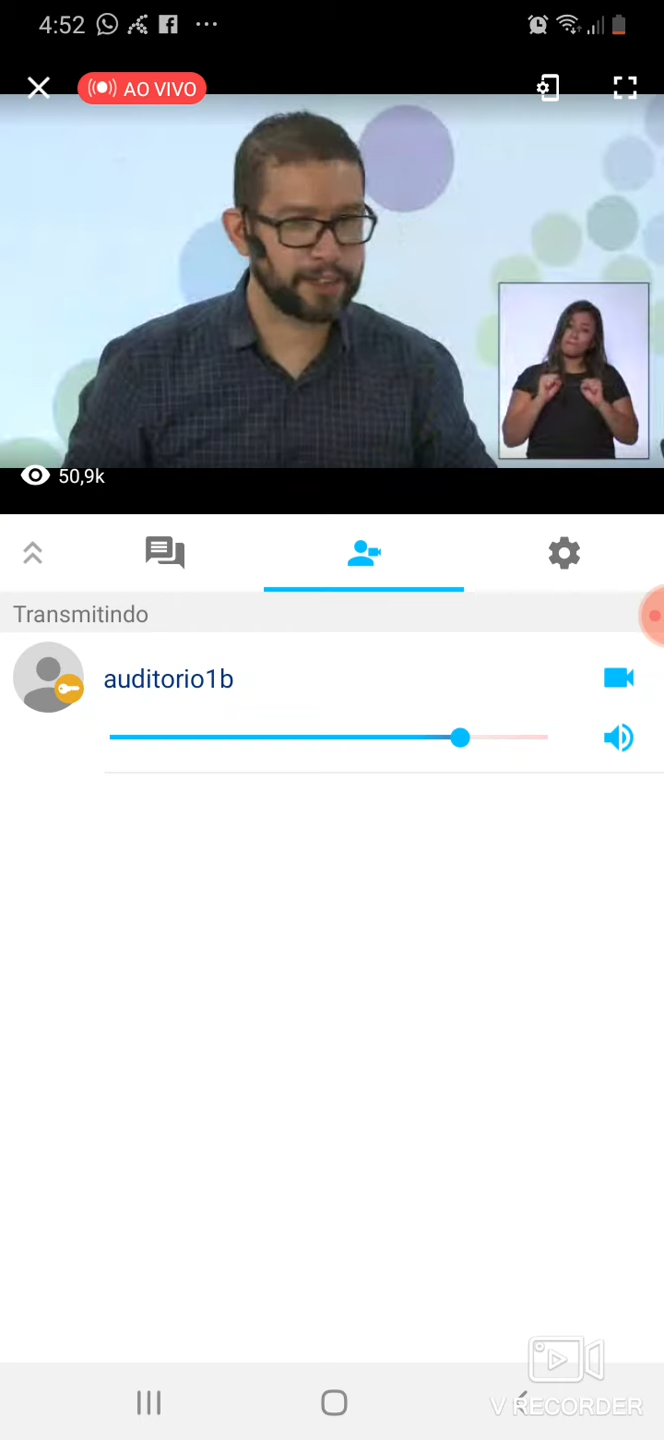 4:52
AO VIVO
50,9k
Transmitindo
auditorio1b
V RECORDER